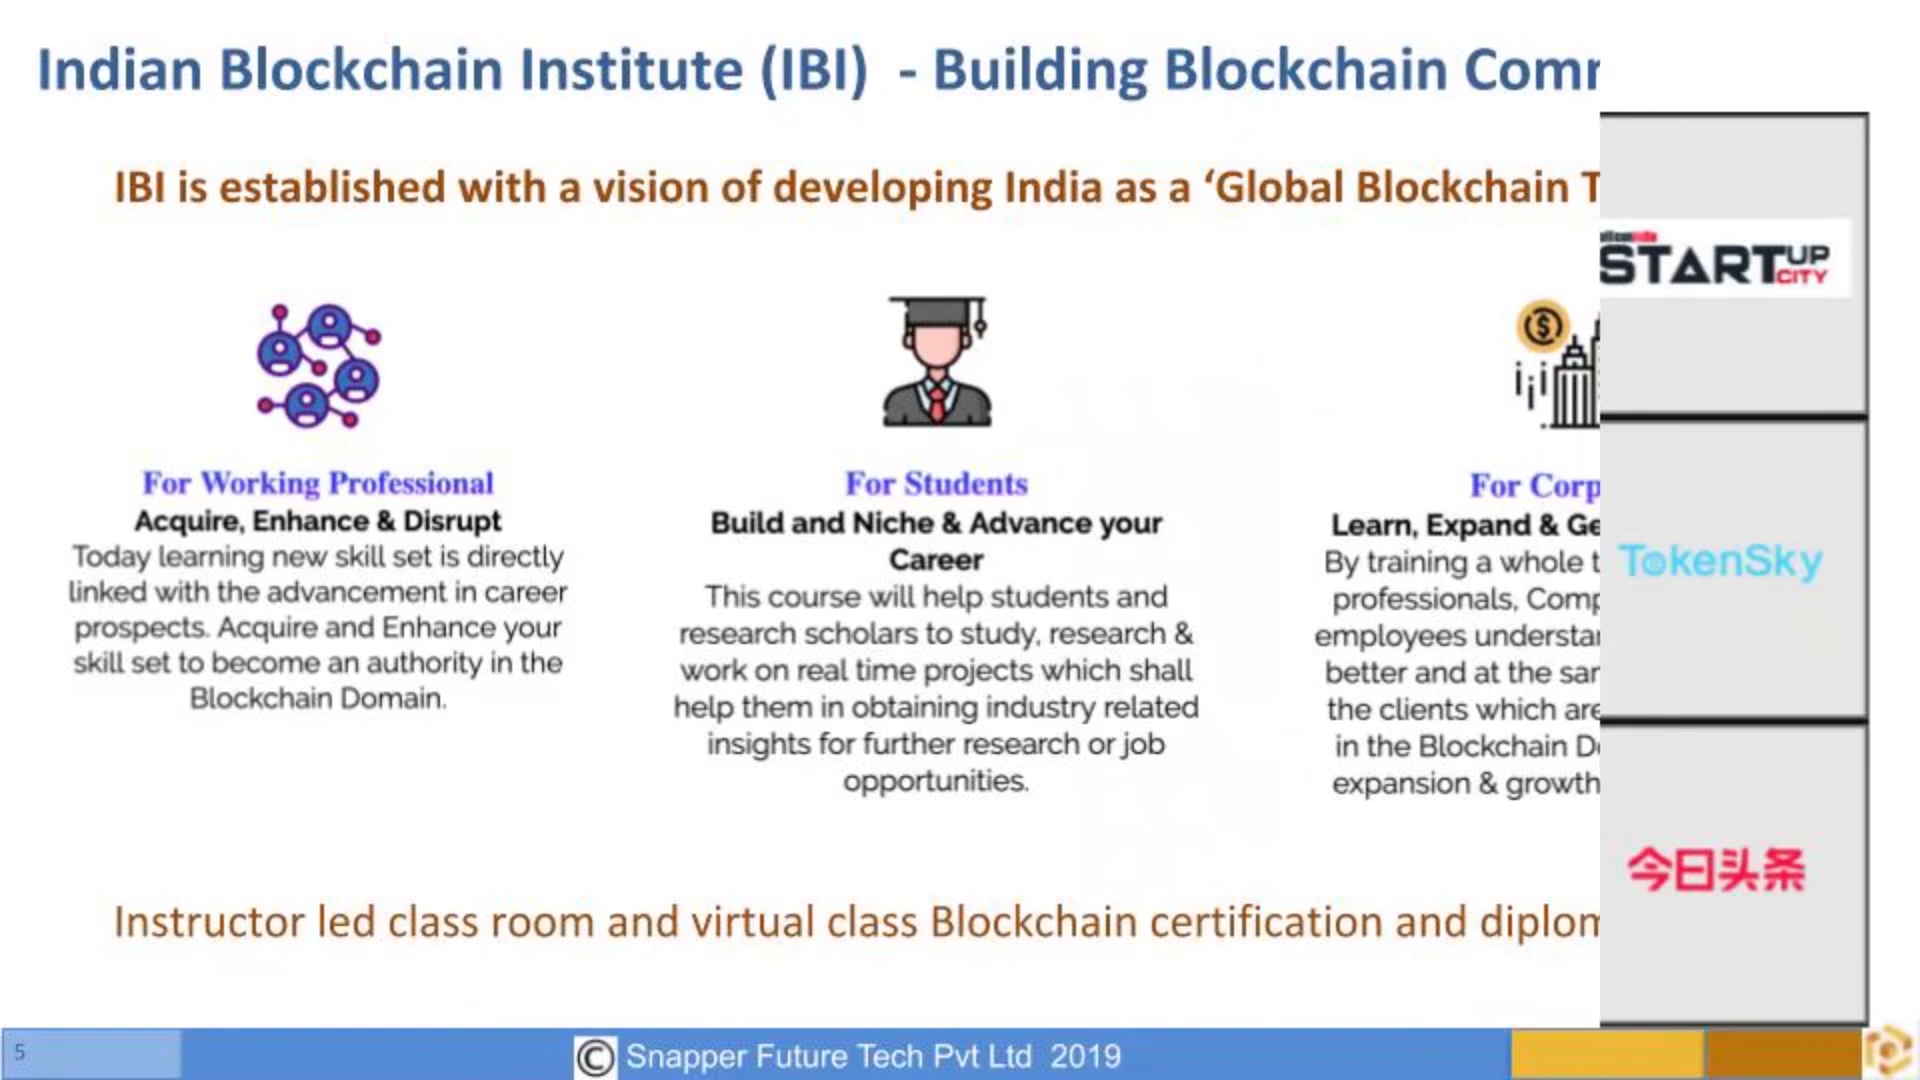 Indian Blockchain Institute (IBI) - Building Blockchain
IBI is established with a vision of developing India as a ‘Global Blockchain
For Working Professional
Acquire, Enhance & Disrupt
Today learning new skill set is directly
linked with the advancement in career
prospects. Acquire and Enhance your
skill set to become an authority in the
Blockchain Domain.
For Students
Build and Niche & Advance your
Career
This course will help students and
research scholars to study, research &
work on real time projects which shall
help them in obtaining industry related
insights for further research or job
opportunities.
For Corp
Learn, Expand & Ge
By training a whole t
professionals, Comp
employees understa
better and at the sa
the clients which are
in the Blockchain D
expansion & growth
Instructor led class room and virtual class Blockchain certification and diplom
STARTUP
CITY
TokenSky
今日头条
5
© Snapper Future Tech Pvt Ltd 2019